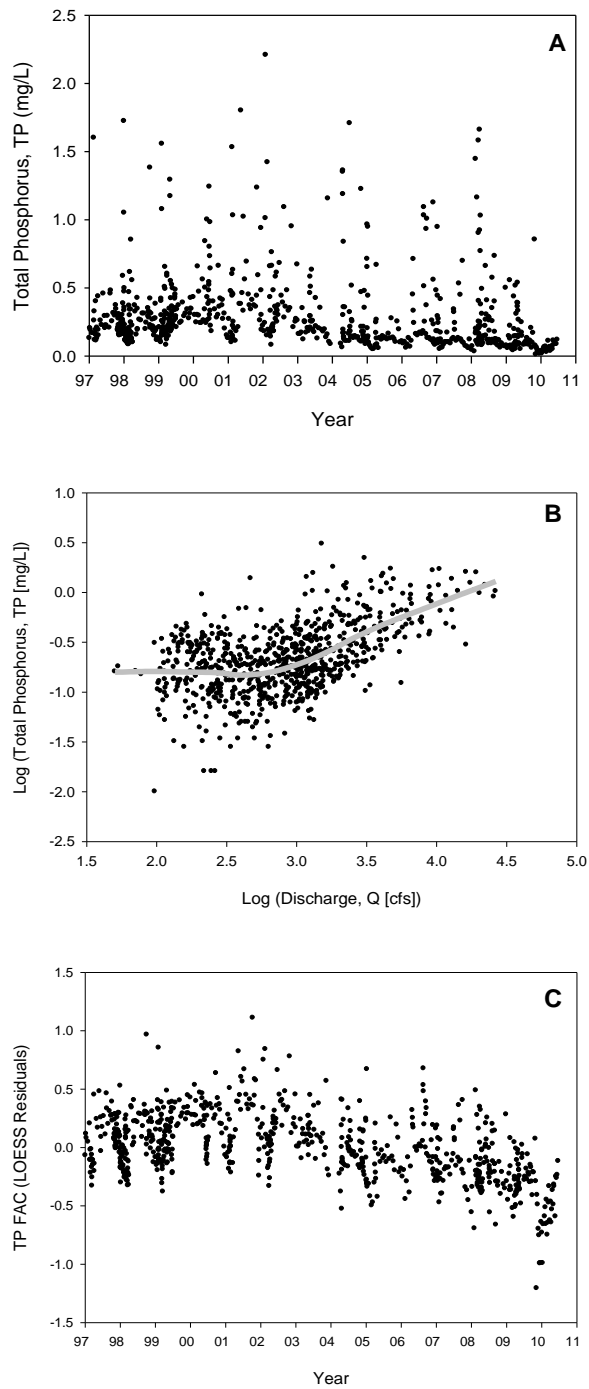 A
Total Phosphorus, TP (mg/L)
2.5
2.0
1.5
1.0
0.5
0.0
97 98 99 00 01 02 03 04 05 06 07 08 09 10 11
Year
B
Log (Total Phosphorus, TP [mg/L])
1.0
0.5
0.0
-0.5
-1.0
-1.5
-2.0
-2.5
1.5 2.0 2.5 3.0 3.5 4.0 4.5 5.0
Log (Discharge, Q [cfs])
C
TP FAC (LOESS Residuals)
1.5
1.0
0.5
0.0
-0.5
-1.0
-1.5
97 98 99 00 01 02 03 04 05 06 07 08 09 10 11
Year